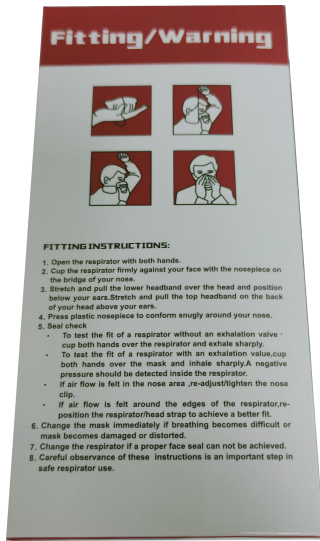 Fitting/Warning
FITTING INSTRUCTIONS:
1. Open the respirator with both hands.
2. Cup the respirator firmly against your face with the nosepiece on
the bridge of your nose.
3. Stretch and pull the lower headband over the head and position
below your ears.Stretch and pull the top headband on the back
of your head above your ears.
4. Press plastic nosepiece to conform snugly around your nose.
5. Seal check
• To test the fit of a respirator without an exhalation valve ·
cup both hands over the respirator and exhale sharply.
• To test the fit of a respirator with an exhalation value,cup
both hands over the mask and inhale sharply.A negative
pressure should be detected inside the respirator.
• If air flow is felt in the nose area ,re-adjust/tighten the nose
clip.
• If air flow is felt around the edges of the respirator,re-
position the respirator/head strap to achieve a better fit.
6. Change the mask immediately if breathing becomes difficult or
mask becomes damaged or distorted.
7. Change the respirator if a proper face seal can not be achieved.
8. Careful observance of these instructions is an important step in
safe respirator use.